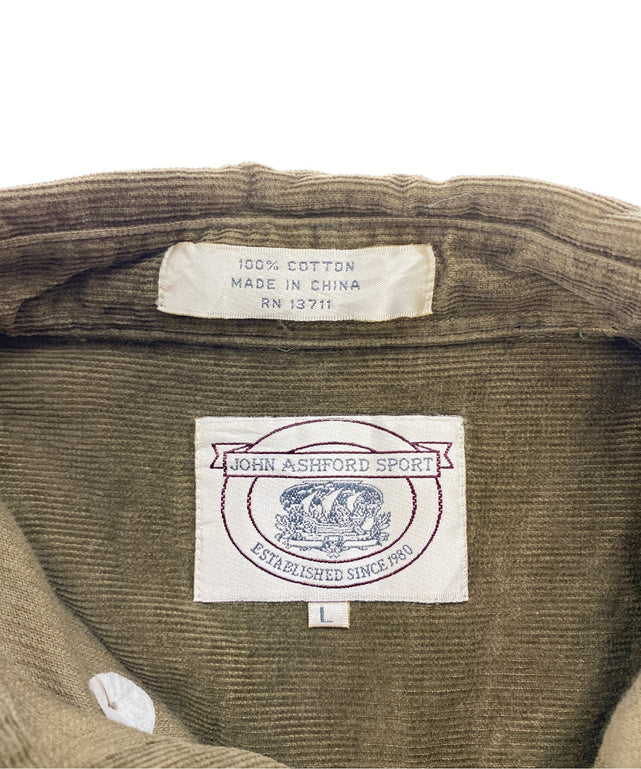 100% COTTON
MADE IN CHINA
RN 13711
JOHN ASHFORD SPORT
ESTABLISHED SINCE 1980
L